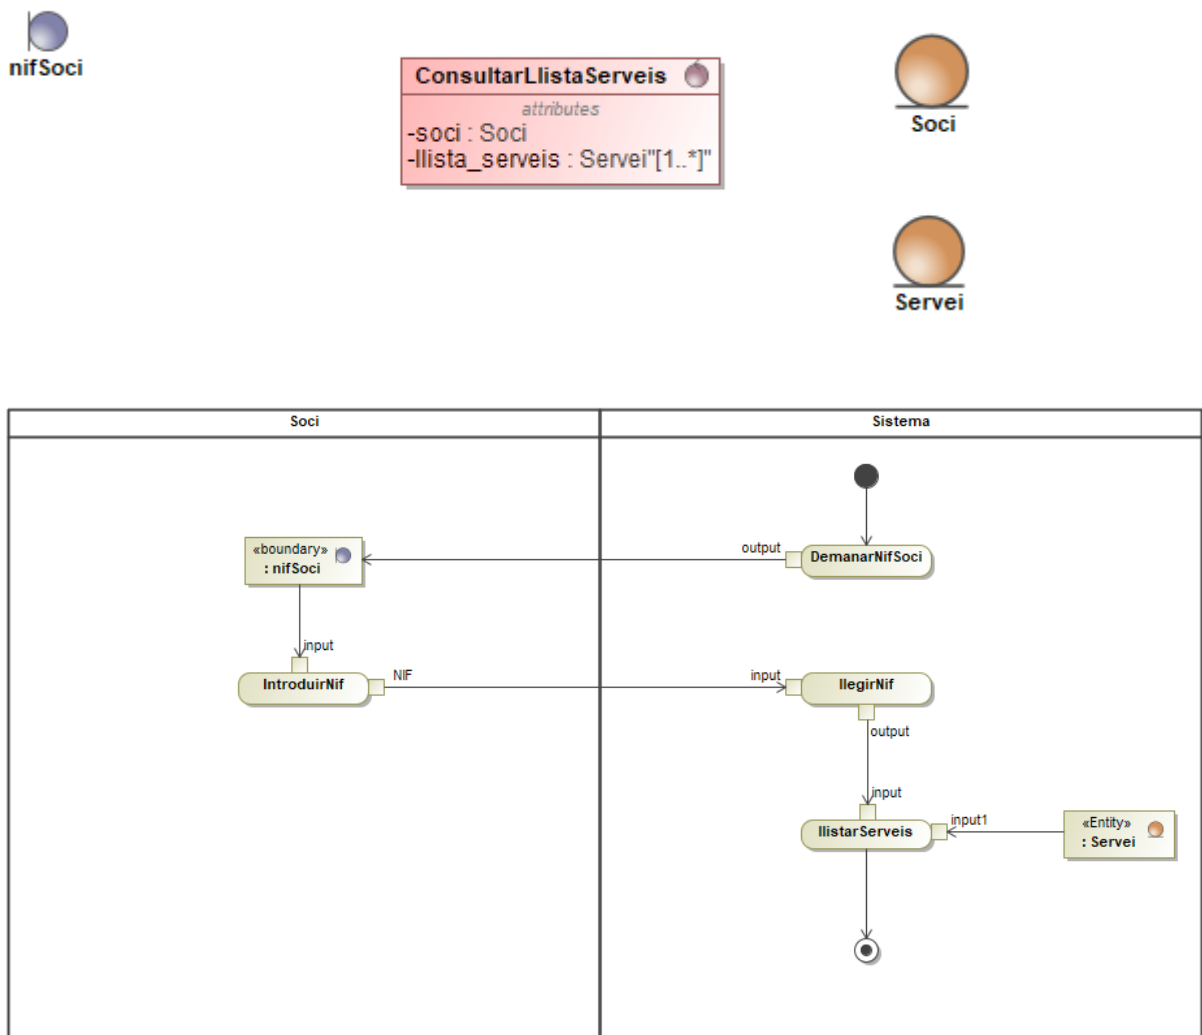 nifSoci
ConsultarLlistaServeis
attributes
-soci : Soci
-llista_serveis : Servei"[1..*]"
Soci
Servei
Soci
Sistema
«boundary»
: nifSoci
output
DemanarNifSoci
input
IntroduirNif
NIF
input
llegirNif
output
input
llistarServeis
input1
«Entity»
: Servei